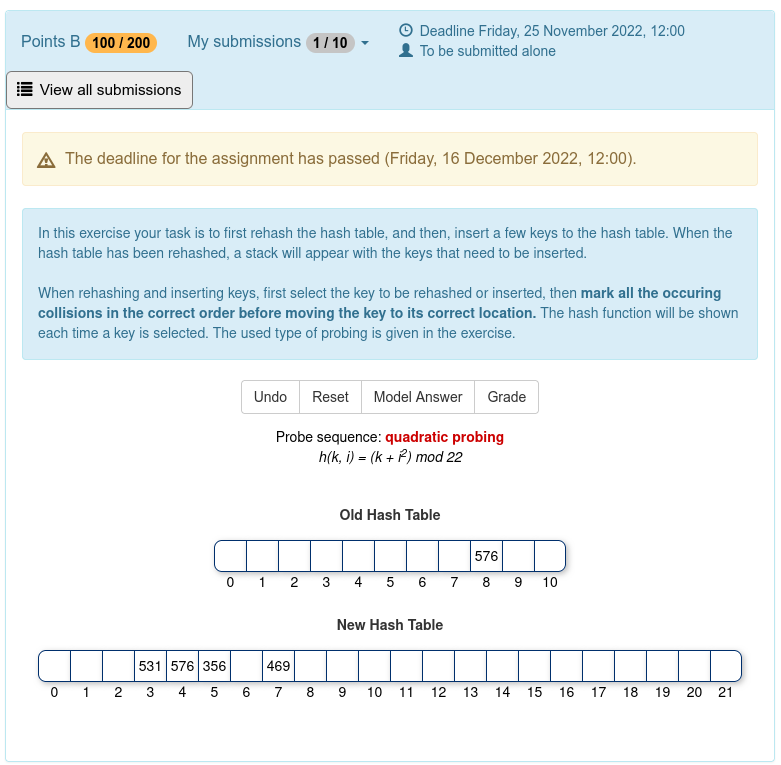 Points B 100 / 200 My submissions 1 / 10 Deadline Friday, 25 November 2022, 12:00
To be submitted alone
View all submissions
The deadline for the assignment has passed (Friday, 16 December 2022, 12:00).
In this exercise your task is to first rehash the hash table, and then, insert a few keys to the hash table. When the
hash table has been rehashed, a stack will appear with the keys that need to be inserted.
When rehashing and inserting keys, first select the key to be rehashed or inserted, then mark all the occuring
collisions in the correct order before moving the key to its correct location. The hash function will be shown
each time a key is selected. The used type of probing is given in the exercise.
Undo Reset Model Answer Grade
Probe sequence: quadratic probing
h(k, i) = (k + i²) mod 22
Old Hash Table
576
0 1 2 3 4 5 6 7 8 9 10
New Hash Table
531 576 356 469
0 1 2 3 4 5 6 7 8 9 10 11 12 13 14 15 16 17 18 19 20 21